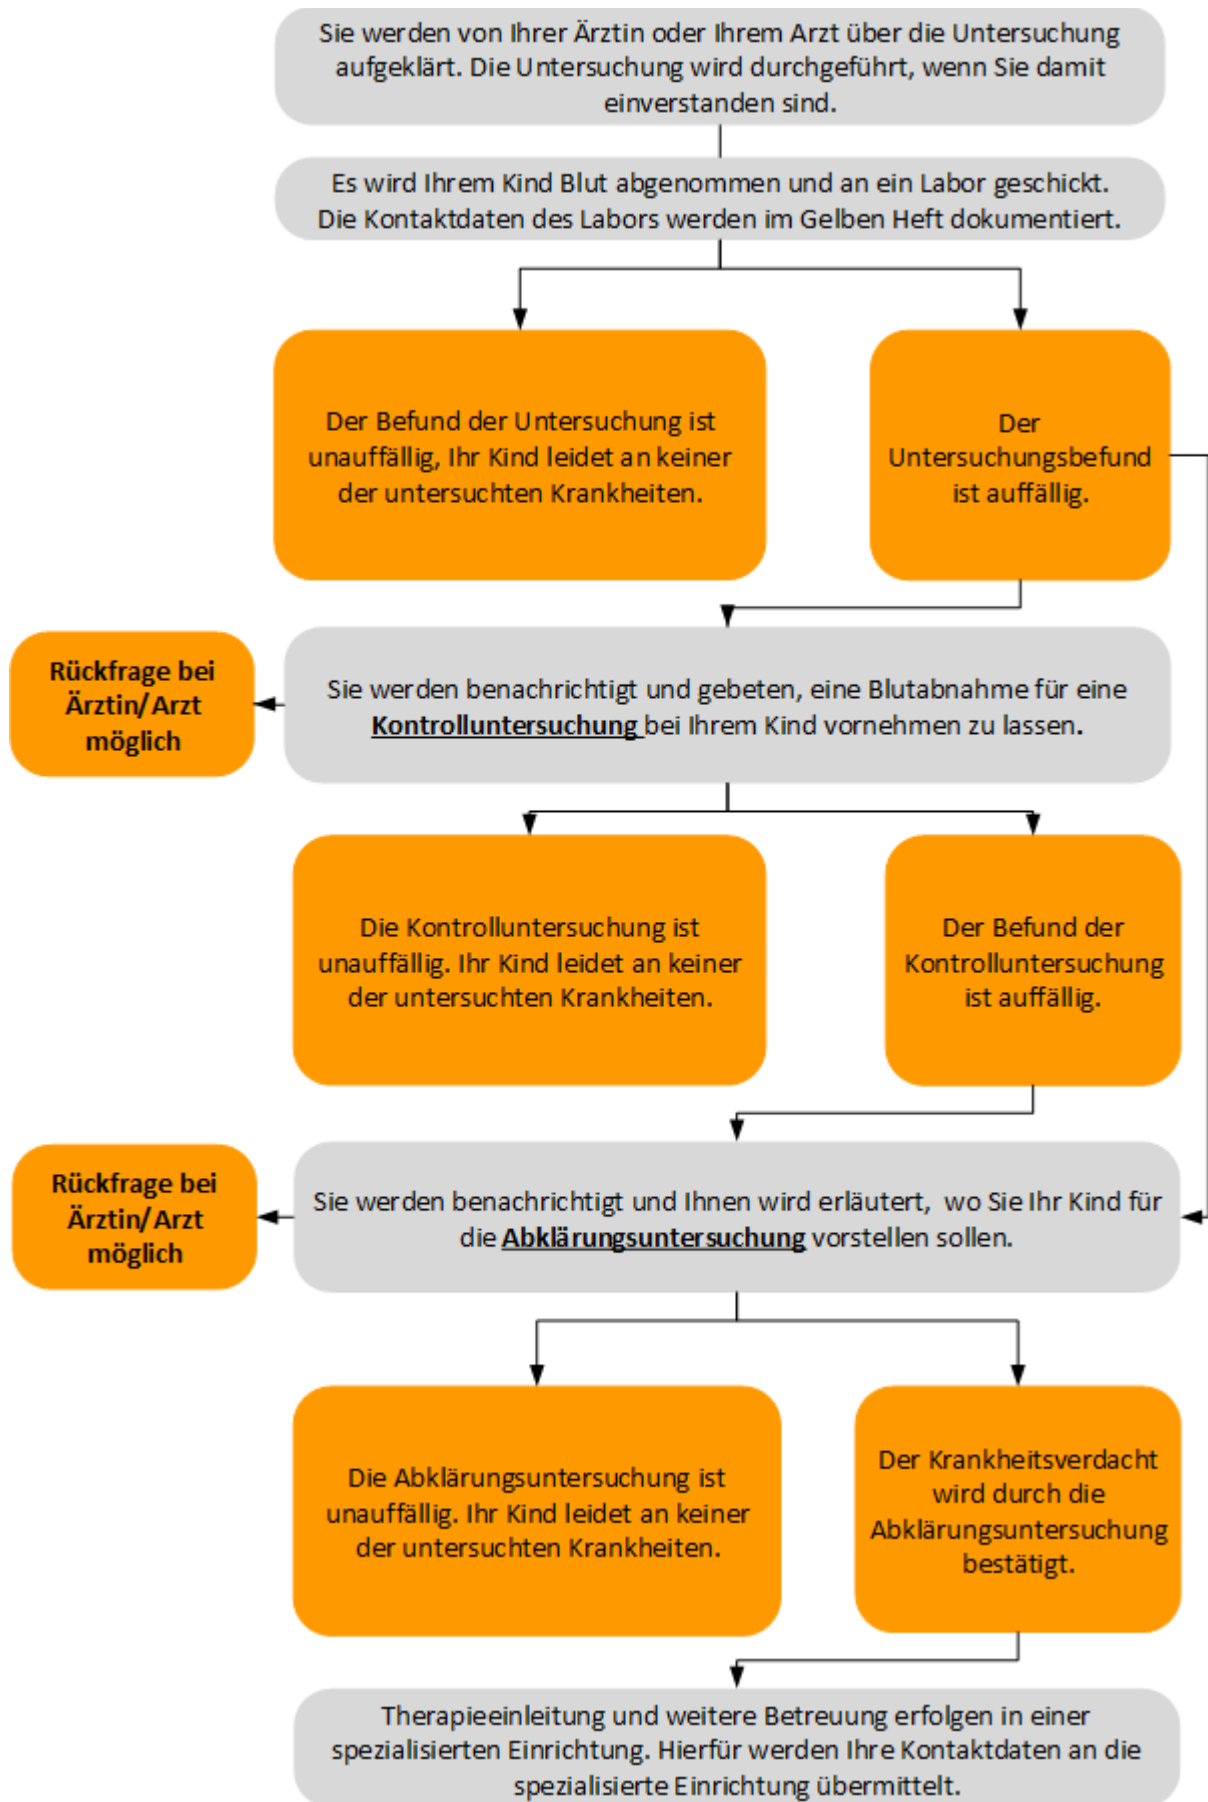 Sie werden von Ihrer Ärztin oder Ihrem Arzt über die Untersuchung
aufgeklärt. Die Untersuchung wird durchgeführt, wenn Sie damit
einverstanden sind.
Es wird Ihrem Kind Blut abgenommen und an ein Labor geschickt.
Die Kontaktdaten des Labors werden im Gelben Heft dokumentiert.
Der Befund der Untersuchung ist
unauffällig, Ihr Kind leidet an keiner
der untersuchten Krankheiten.
Der
Untersuchungsbefund
ist auffällig.
Rückfrage bei
Ärztin/Arzt
möglich
Sie werden benachrichtigt und gebeten, eine Blutabnahme für eine
Kontrolluntersuchung bei Ihrem Kind vornehmen zu lassen.
Die Kontrolluntersuchung ist
unauffällig. Ihr Kind leidet an keiner
der untersuchten Krankheiten.
Der Befund der
Kontrolluntersuchung
ist auffällig.
Rückfrage bei
Ärztin/Arzt
möglich
Sie werden benachrichtigt und Ihnen wird erläutert, wo Sie Ihr Kind für
die Abklärungsuntersuchung vorstellen sollen.
Die Abklärungsuntersuchung ist
unauffällig. Ihr Kind leidet an keiner
der untersuchten Krankheiten.
Der Krankheitsverdacht
wird durch die
Abklärungsuntersuchung
bestätigt.
Therapieeinleitung und weitere Betreuung erfolgen in einer
spezialisierten Einrichtung. Hierfür werden Ihre Kontaktdaten an die
spezialisierte Einrichtung übermittelt.